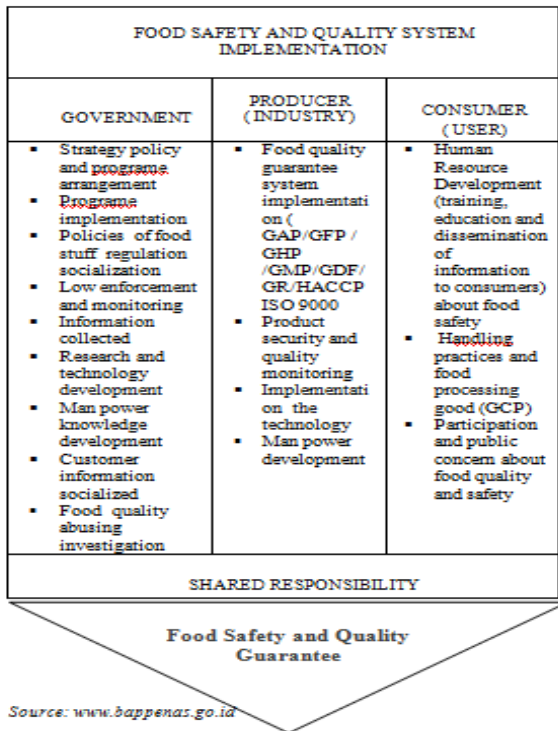 FOOD SAFETY AND QUALITY SYSTEM
IMPLEMENTATION
GOVERNMENT
▪ Strategy policy
and programe
arrangement
▪ Programe
implementation
▪ Policies of food
stuff regulation
socialization
▪ Low enforcement
and monitoring
▪ Information
collected
▪ Research and
technology
development
▪ Man power
knowledge
development
▪ Customer
information
socialized
▪ Food quality
abusing
investigation
PRODUCER
(INDUSTRY)
▪ Food quality
guarantee
system
implementati
on (
GAP/GFP /
GHP
/GMP/GDF/
GR/HACCP
ISO 9000
▪ Product
security and
quality
monitoring
▪ Implementati
on the
technology
▪ Man power
development
CONSUMER
(USER)
▪ Human
Resource
Development
(training,
education and
dissemination
of
information
to consumers)
about food
safety
▪ Handling
practices and
food
processing
good (GCP)
▪ Participation
and public
concern about
food quality
and safety
SHARED RESPONSIBILITY
Food Safety and Quality
Guarantee
Source: www.bappenas.go.id